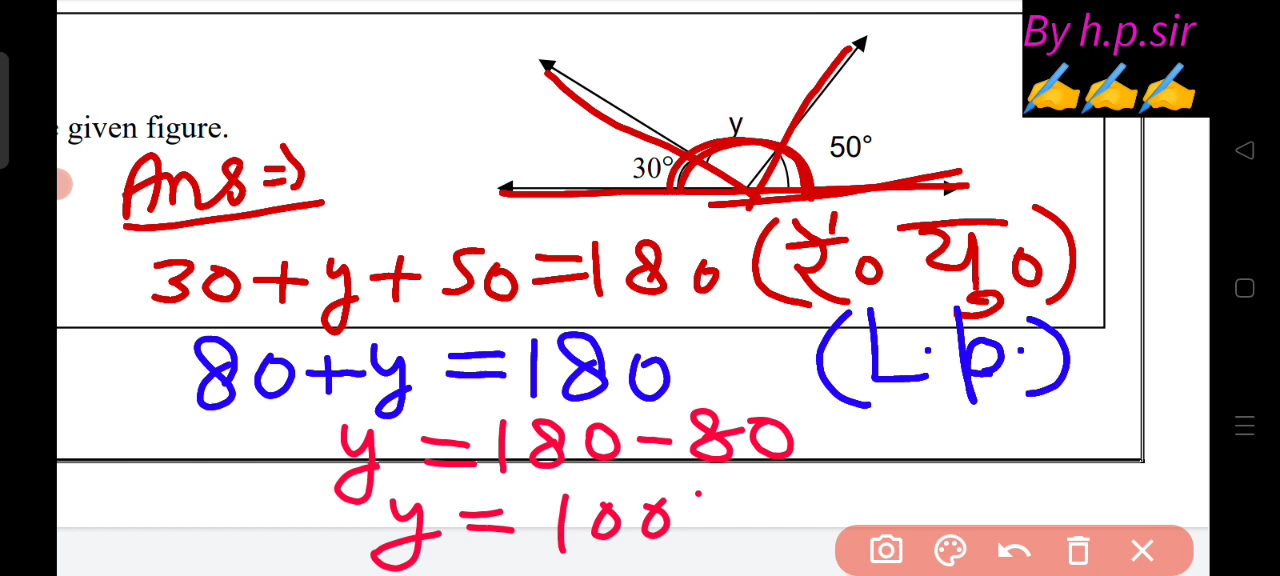 By h.p.sir
✍✍✍
given figure.
y
30°
50°
Ans ⇒
30+y+50=180 (रै० यु०)
80+y=180 (L.p.)
y=180-80
y=100°